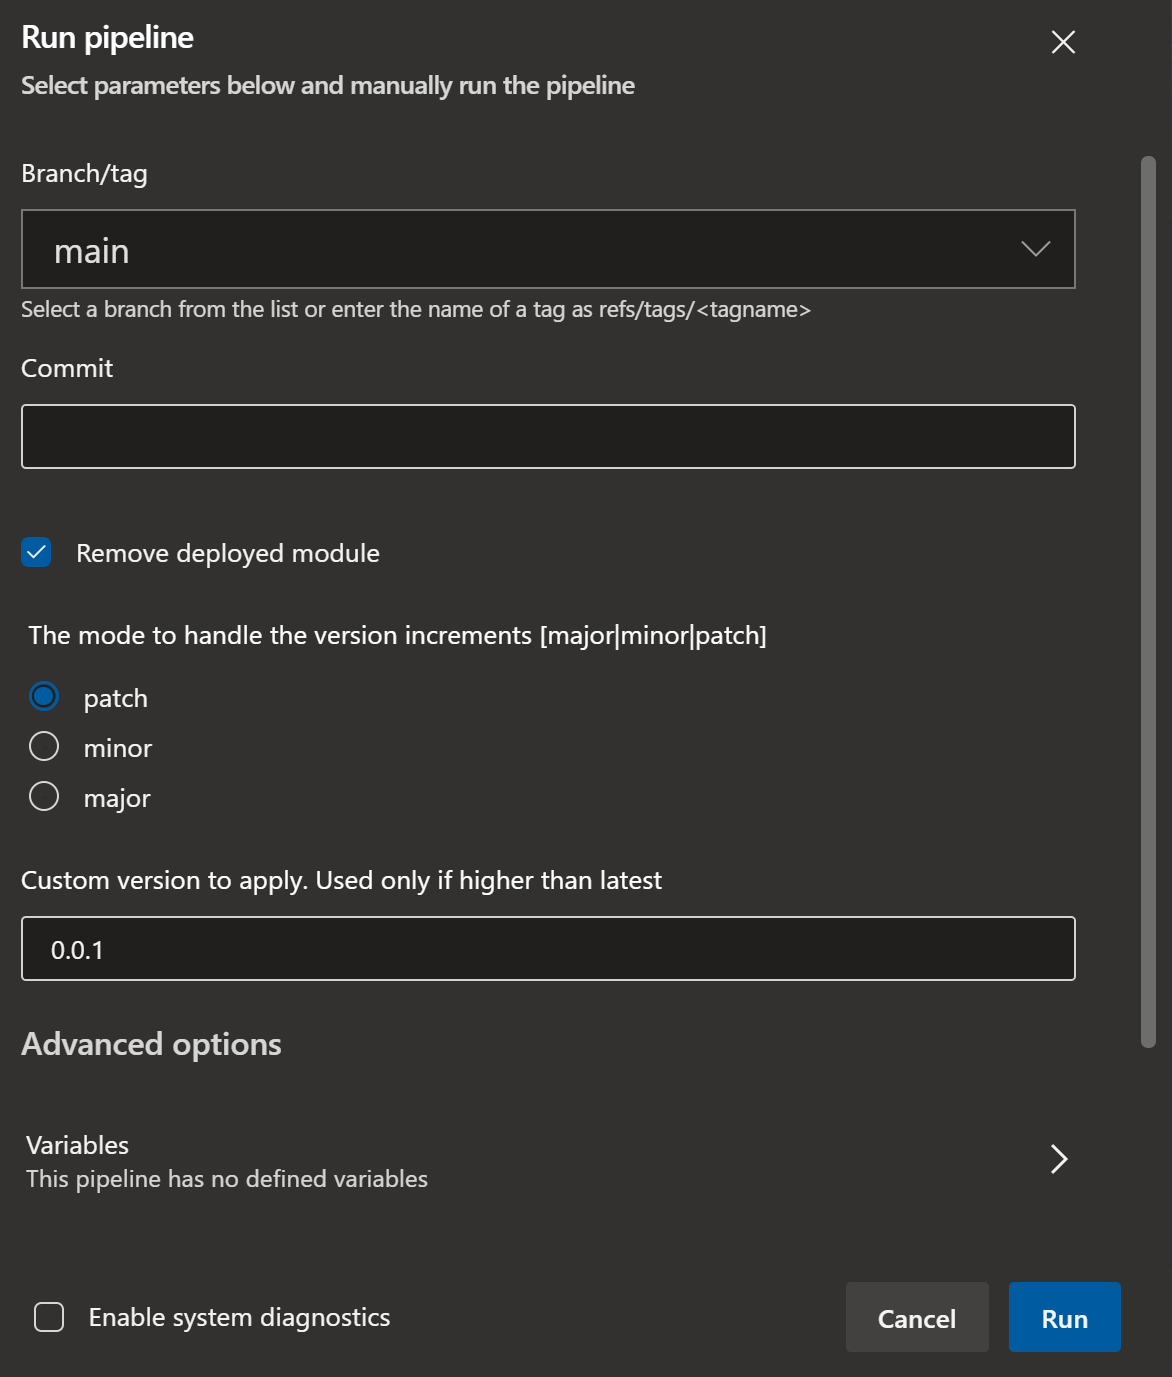 Run pipeline
Select parameters below and manually run the pipeline
Branch/tag
main
Select a branch from the list or enter the name of a tag as refs/tags/<tagname>
Commit
Remove deployed module
The mode to handle the version increments [major|minor|patch]
patch
minor
major
Custom version to apply. Used only if higher than latest
0.0.1
Advanced options
Variables
This pipeline has no defined variables
Enable system diagnostics
Cancel
Run